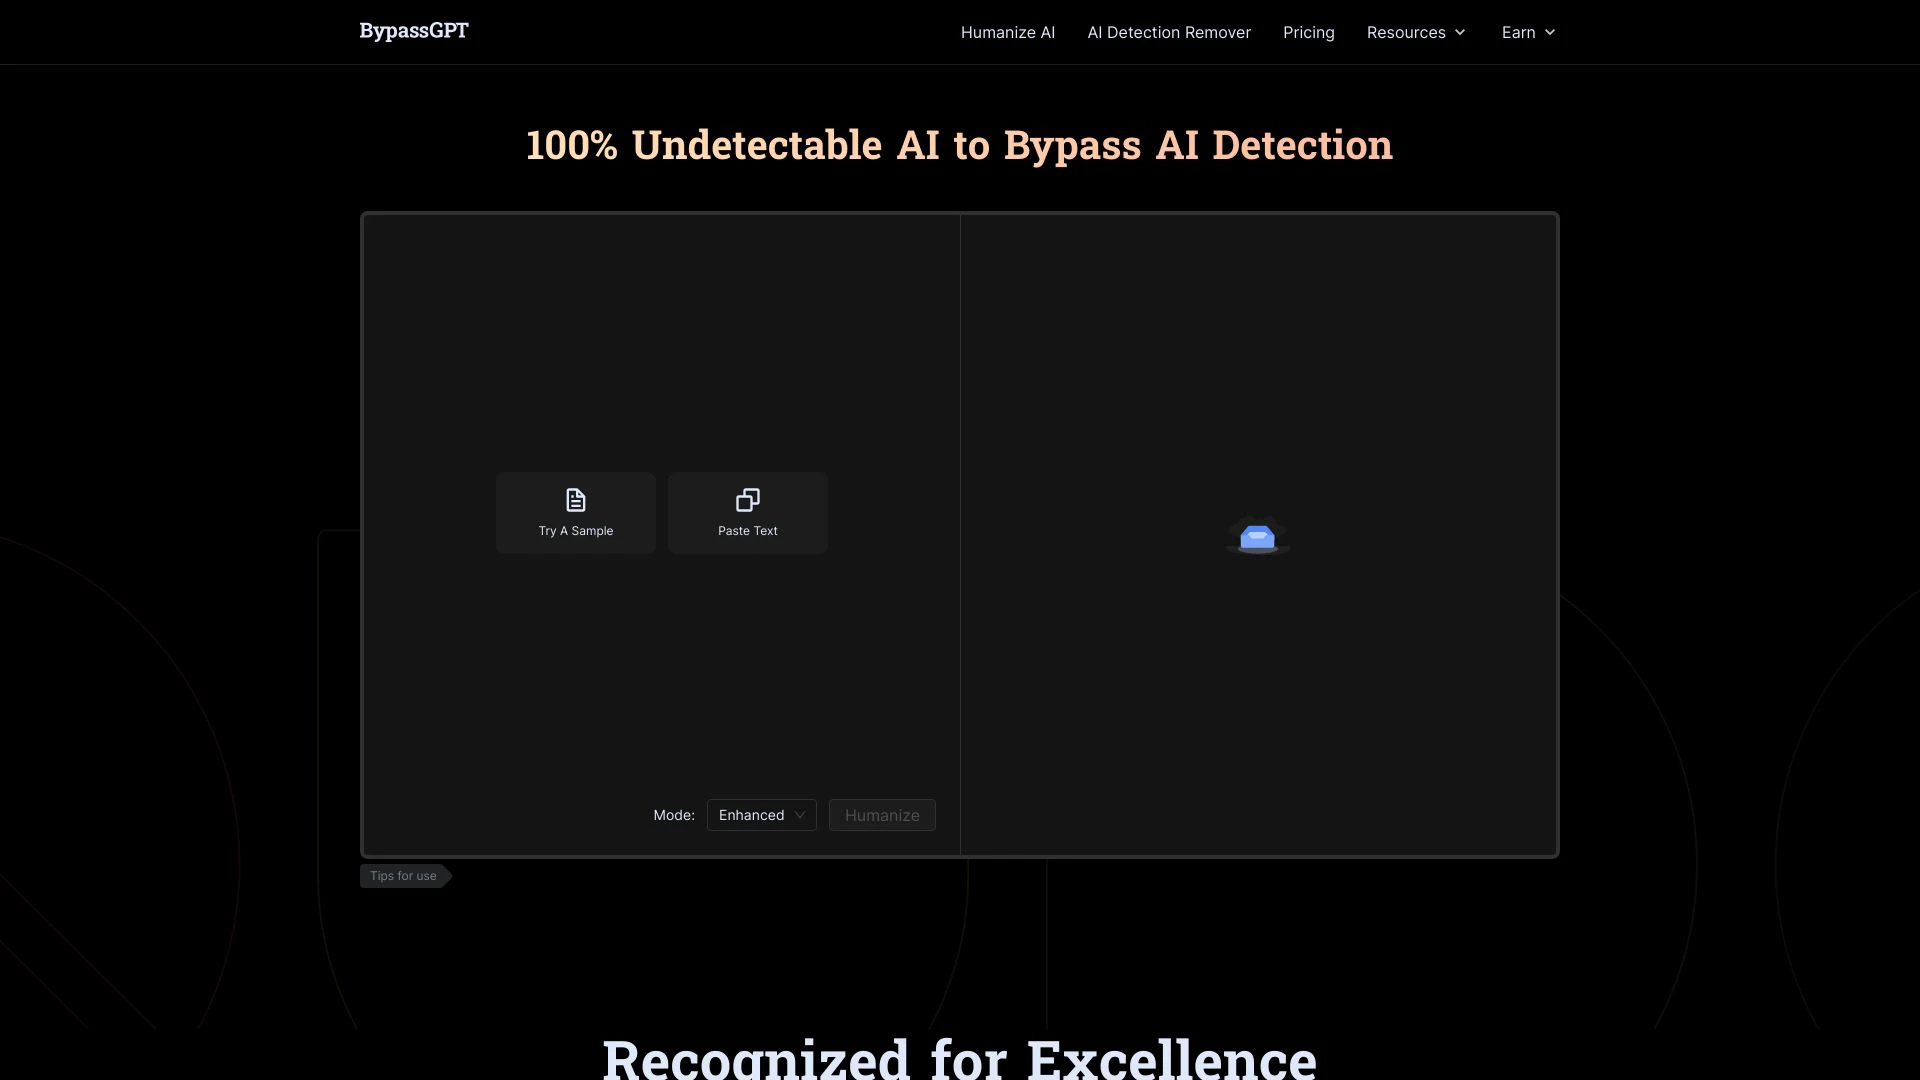 BypassGPT
Humanize AI
AI Detection Remover
Pricing
Resources
Earn
100% Undetectable AI to Bypass AI Detection
Try A Sample
Paste Text
Mode:
Enhanced
Humanize
Tips for use
Recognized for Excellence